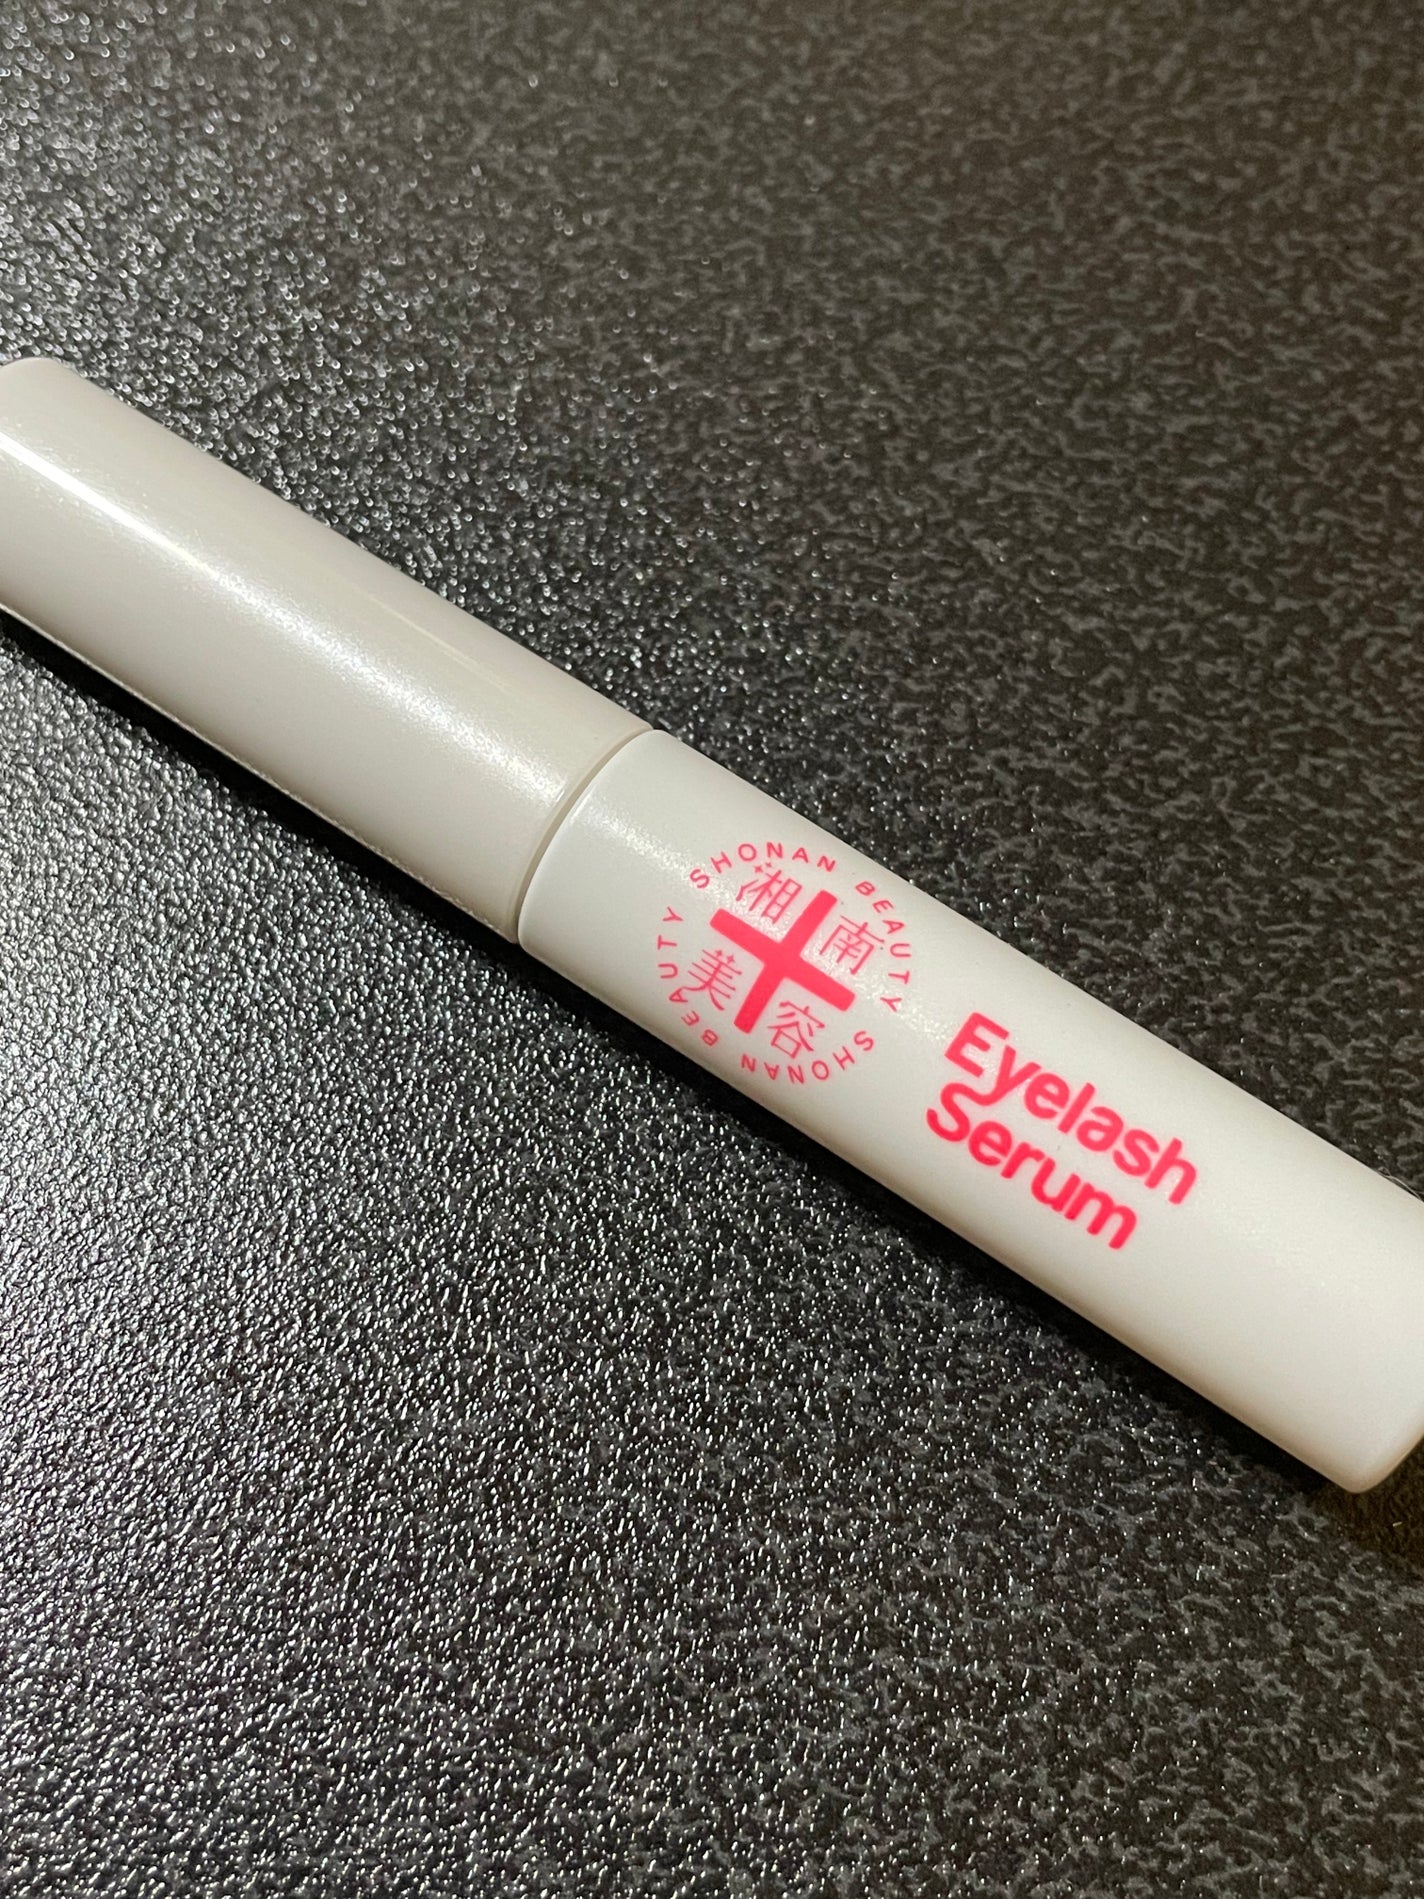 SHONAN BEAUTY
SHONAN BEAUTY
湘南
美容
Eyelash
Serum